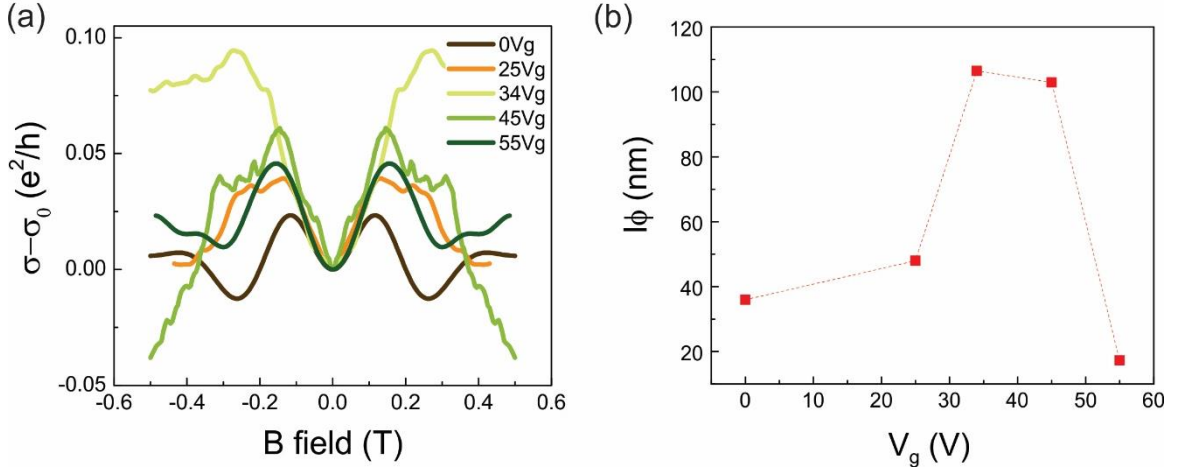 (a)
σ−σ0 (e2/h)
0.10
0.05
0.00
-0.05
-0.6 -0.4 -0.2 0.0 0.2 0.4 0.6
B field (T)
0Vg
25Vg
34Vg
45Vg
55Vg
(b)
lϕ (nm)
120
100
80
60
40
20
0 10 20 30 40 50 60
Vg (V)